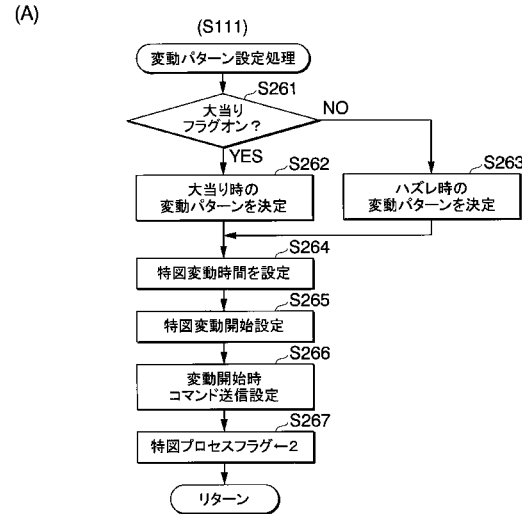 (A)
(S111)
変動パターン設定処理
S261
大当り
フラグオン?
NO
YES
S262
大当り時の
変動パターンを決定
S263
ハズレ時の
変動パターンを決定
S264
特図変動時間を設定
S265
特図変動開始設定
S266
変動開始時
コマンド送信設定
S267
特図プロセスフラグ←2
リターン